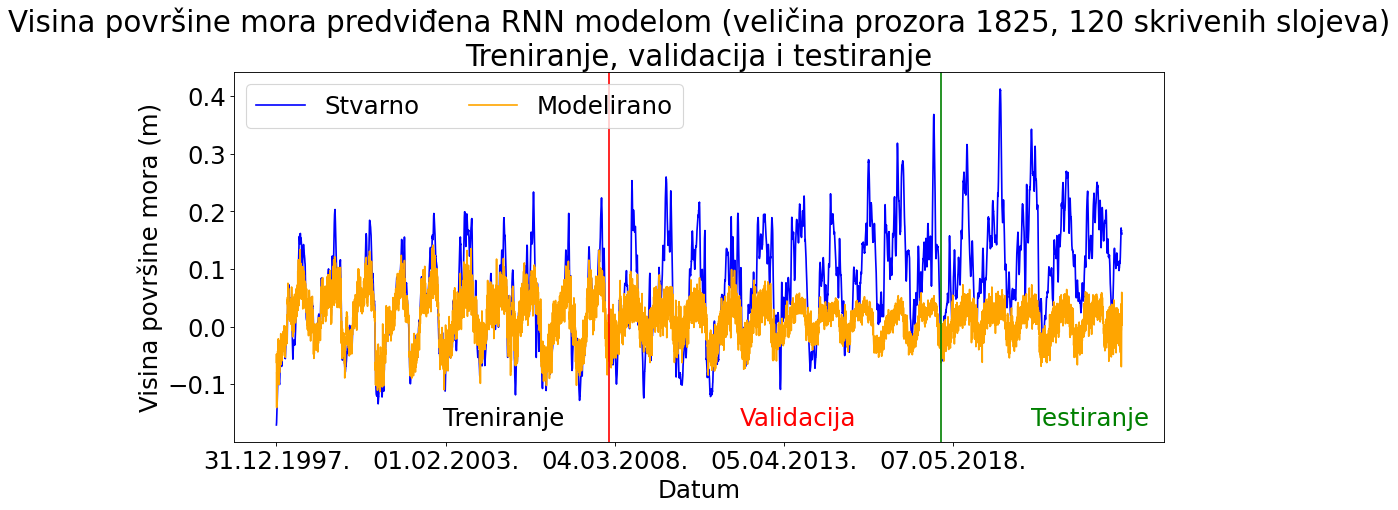 Visina površine mora predviđena RNN modelom (veličina prozora 1825, 120 skrivenih slojeva)
Treniranje, validacija i testiranje
Stvarno Modelirano
Visina površine mora (m)
0.4
0.3
0.2
0.1
0.0
−0.1
Treniranje Validacija Testiranje
31.12.1997. 01.02.2003. 04.03.2008. 05.04.2013. 07.05.2018.
Datum